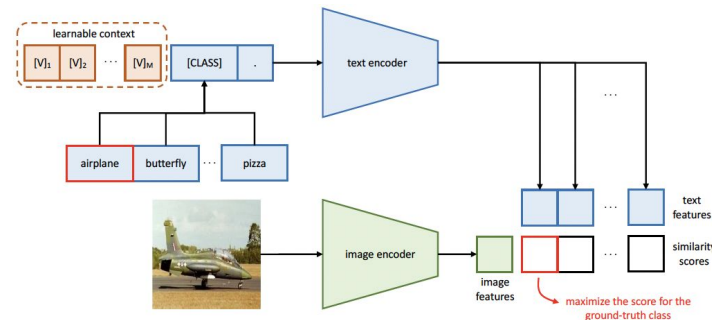 learnable context
[V]1 [V]2 ... [V]M [CLASS] .
text encoder
...
airplane butterfly ... pizza
... text
features
image encoder
... similarity
scores
image
features
maximize the score for the
ground-truth class